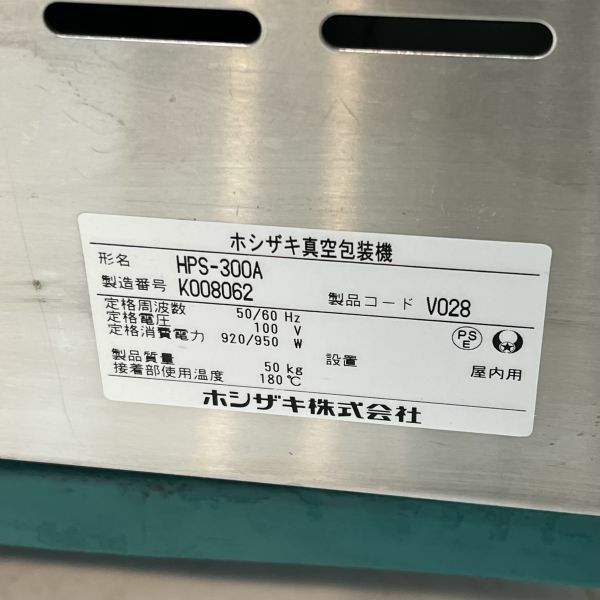 ホシザキ真空包装機
形名 HPS-300A
製造番号 K008062 製品コード V028
定格周波数 50/60 Hz
定格電圧 100 V
定格消費電力 920/950 W
PS
E
製品質量 50 kg 設置 屋内用
接着部使用温度 180℃
ホシザキ株式会社